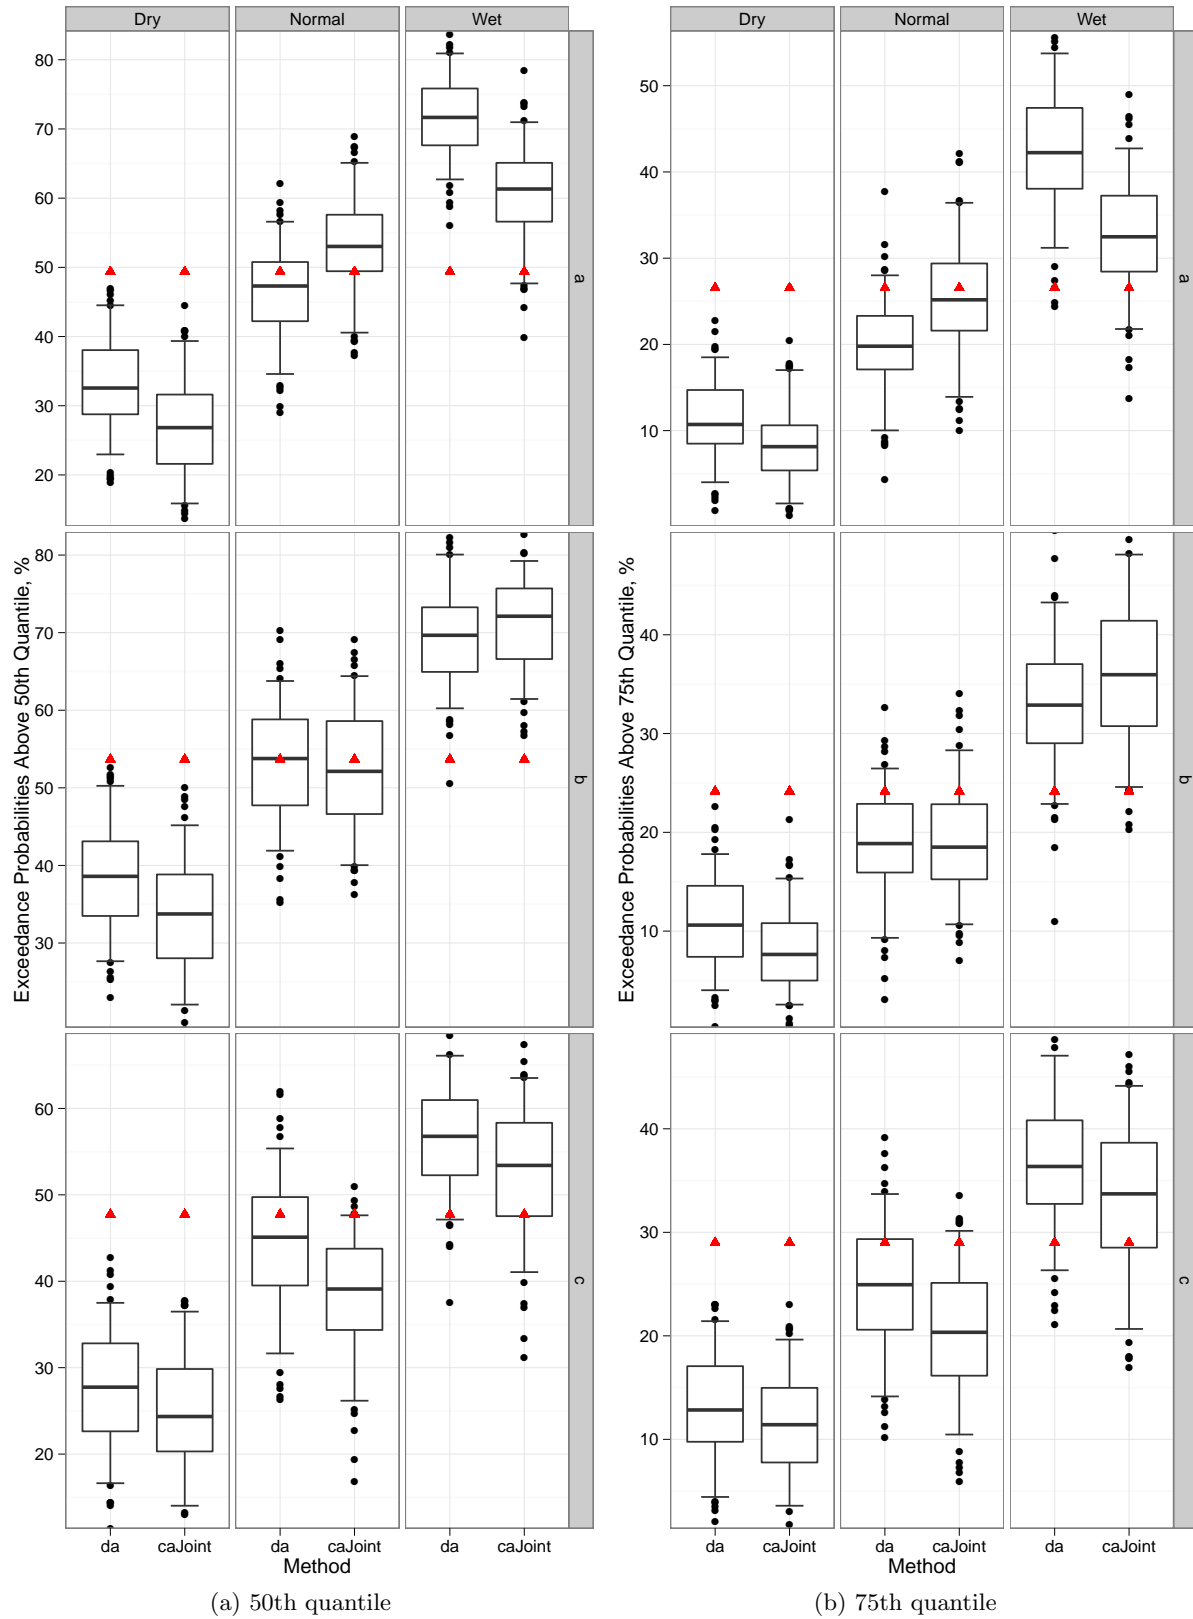 Dry Normal Wet
80
70
60
50
40
30
20
a
80
70
60
50
40
30
b
60
50
40
30
20
c
Exceedance Probabilities Above 50th Quantile, %
da caJoint da caJoint da caJoint
Method
(a) 50th quantile
Dry Normal Wet
50
40
30
20
10
a
40
30
20
10
b
40
30
20
10
c
Exceedance Probabilities Above 75th Quantile, %
da caJoint da caJoint da caJoint
Method
(b) 75th quantile